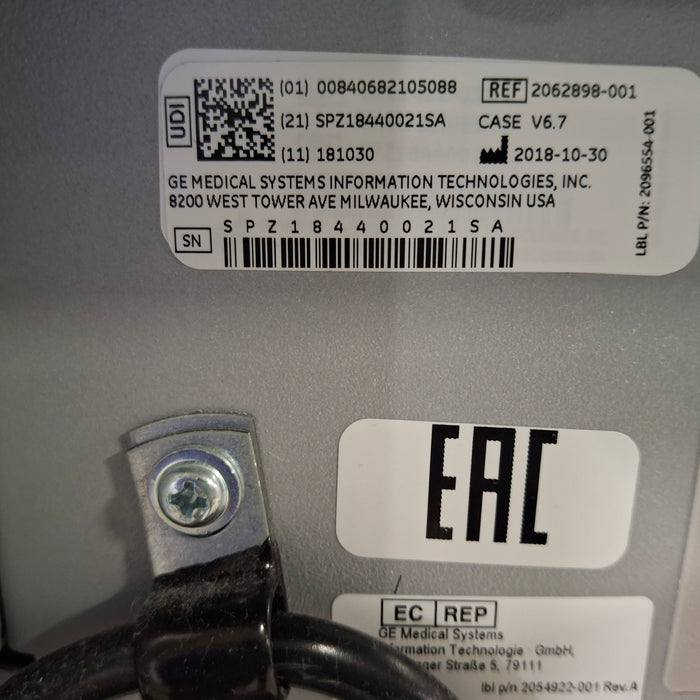 UDI
(01) 00840682105088 REF 2062898-001
(21) SPZ18440021SA CASE V6.7
(11) 181030 2018-10-30
GE MEDICAL SYSTEMS INFORMATION TECHNOLOGIES, INC.
8200 WEST TOWER AVE MILWAUKEE, WISCONSIN USA
SPZ18440021SA
SN
LBL P/N: 2096554-001
EAC
EC REP
GE Medical Systems
Technologie GmbH,
Straße 5, 79111
lbl p/n 2054922-001 Rev.A